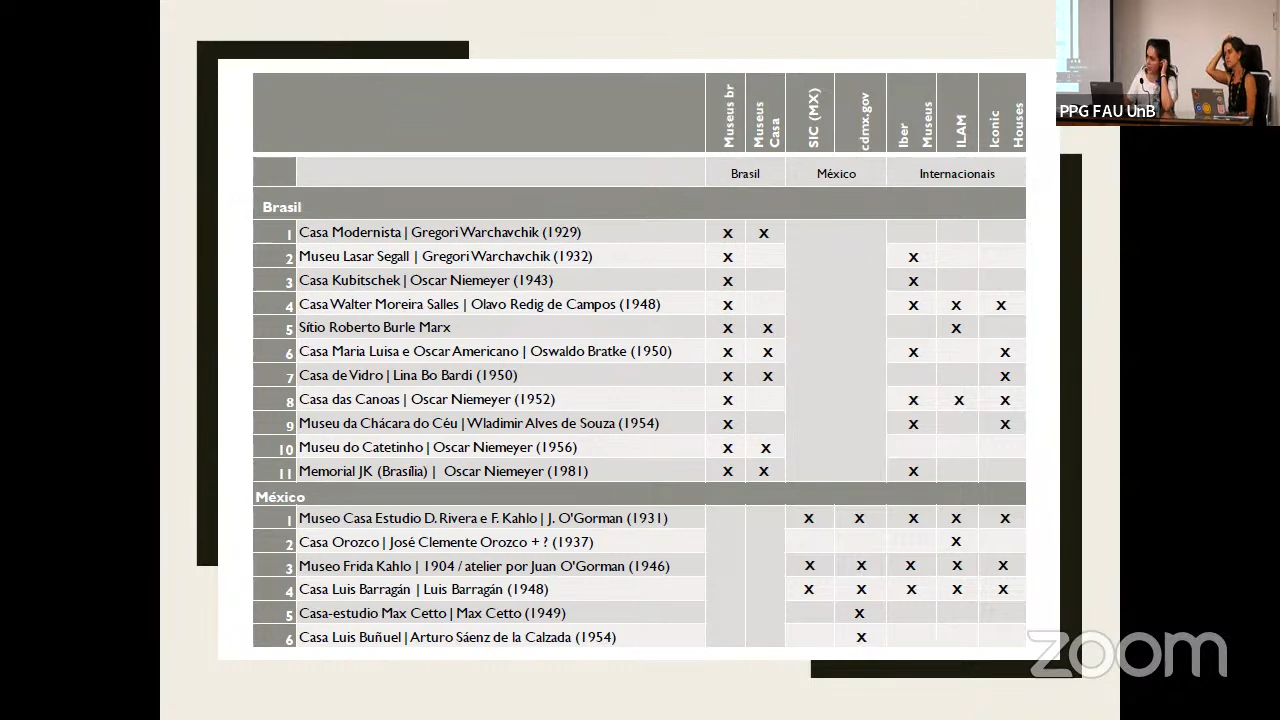 Museus br
Museus Casa
SIC (MX)
cdmx.gov
Iber Museus
ILAM
Iconic Houses
Brasil México Internacionais
Brasil
1 Casa Modernista | Gregori Warchavchik (1929) X X
2 Museu Lasar Segall | Gregori Warchavchik (1932) X X
3 Casa Kubitschek | Oscar Niemeyer (1943) X X
4 Casa Walter Moreira Salles | Olavo Redig de Campos (1948) X X X X
5 Sítio Roberto Burle Marx X X X
6 Casa Maria Luisa e Oscar Americano | Oswaldo Bratke (1950) X X X X
7 Casa de Vidro | Lina Bo Bardi (1950) X X X
8 Casa das Canoas | Oscar Niemeyer (1952) X X X X
9 Museu da Chácara do Céu | Wladimir Alves de Souza (1954) X X X
10 Museu do Catetinho | Oscar Niemeyer (1956) X X
11 Memorial JK (Brasília) | Oscar Niemeyer (1981) X X X
México
1 Museo Casa Estudio D. Rivera e F. Kahlo | J. O'Gorman (1931) X X X X X
2 Casa Orozco | José Clemente Orozco + ? (1937) X
3 Museo Frida Kahlo | 1904 / atelier por Juan O'Gorman (1946) X X X X X
4 Casa Luis Barragán | Luis Barragán (1948) X X X X X
5 Casa-estudio Max Cetto | Max Cetto (1949) X
6 Casa Luis Buñuel | Arturo Sáenz de la Calzada (1954) X
PPG FAU UnB
zoom